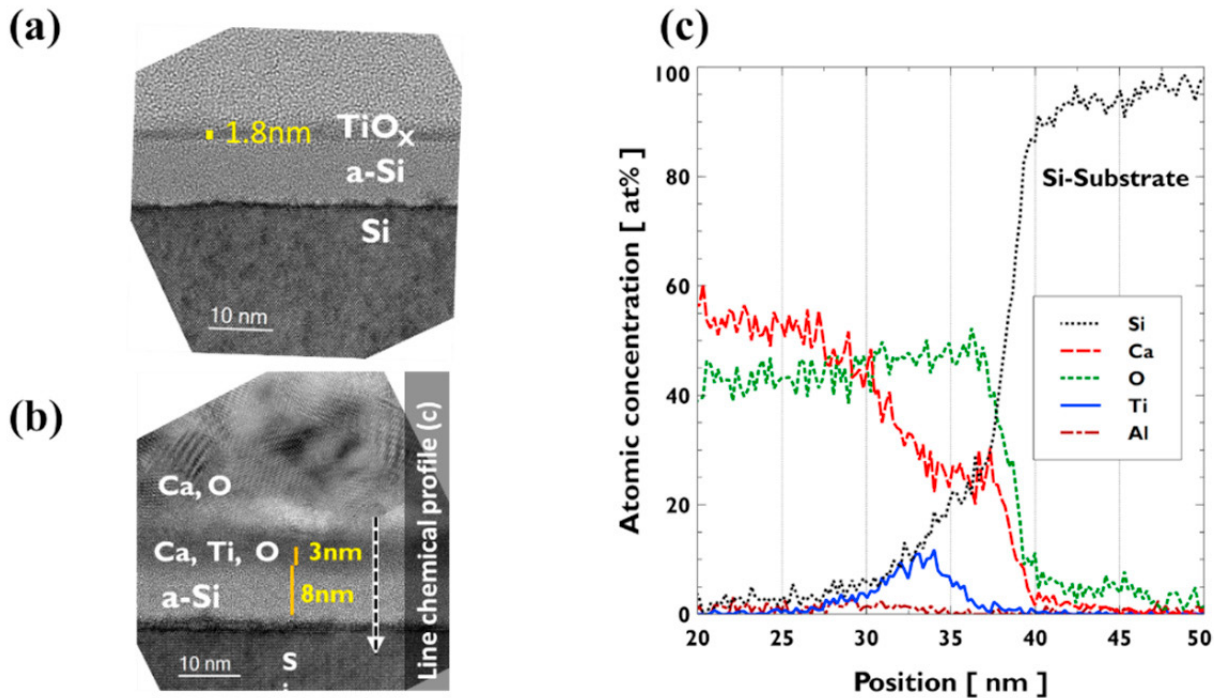 (a)
TiOx
1.8nm
a-Si
Si
10 nm
(b)
Ca, O
Ca, Ti, O
3nm
a-Si
8nm
10 nm
S
i
Line chemical profile (c)
(c)
Atomic concentration [ at% ]
100
80
60
40
20
0
Si-Substrate
Si
Ca
O
Ti
Al
20 25 30 35 40 45 50
Position [ nm ]